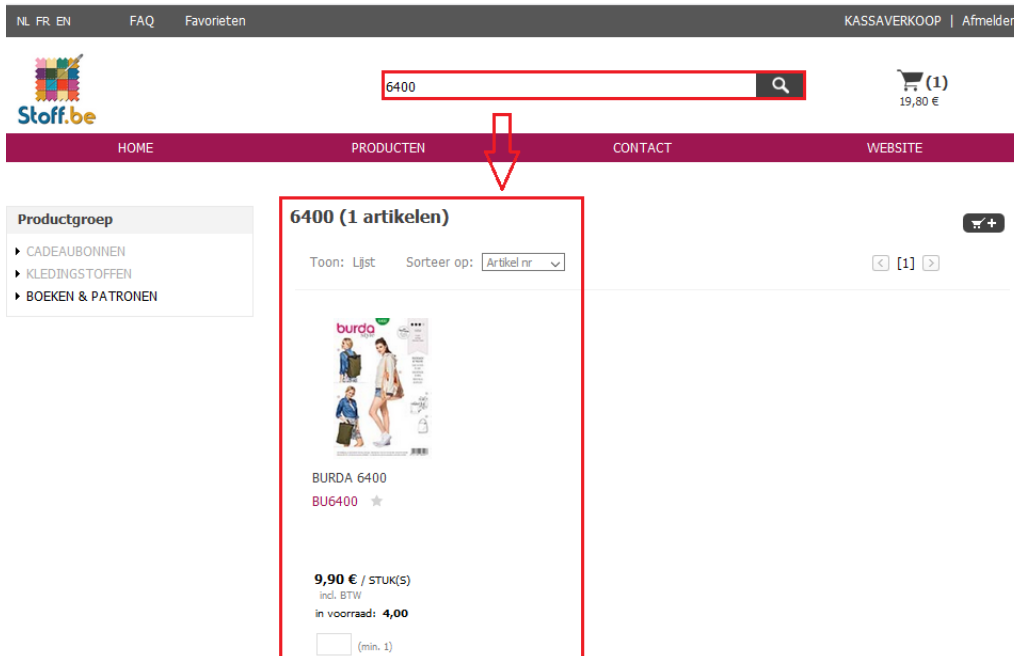 NL FR EN FAQ Favorieten KASSAVERKOOP | Afmelden
Stoff.be
6400
(1)
19,80 €
HOME PRODUCTEN CONTACT WEBSITE
Productgroep
CADEAUBONNEN
KLEDINGSTOFFEN
BOEKEN & PATRONEN
6400 (1 artikelen)
Toon: Lijst Sorteer op: Artikel nr
[1]
burda
style
BURDA 6400
BU6400
9,90 € / STUK(S)
incl. BTW
in voorraad: 4,00
(min. 1)